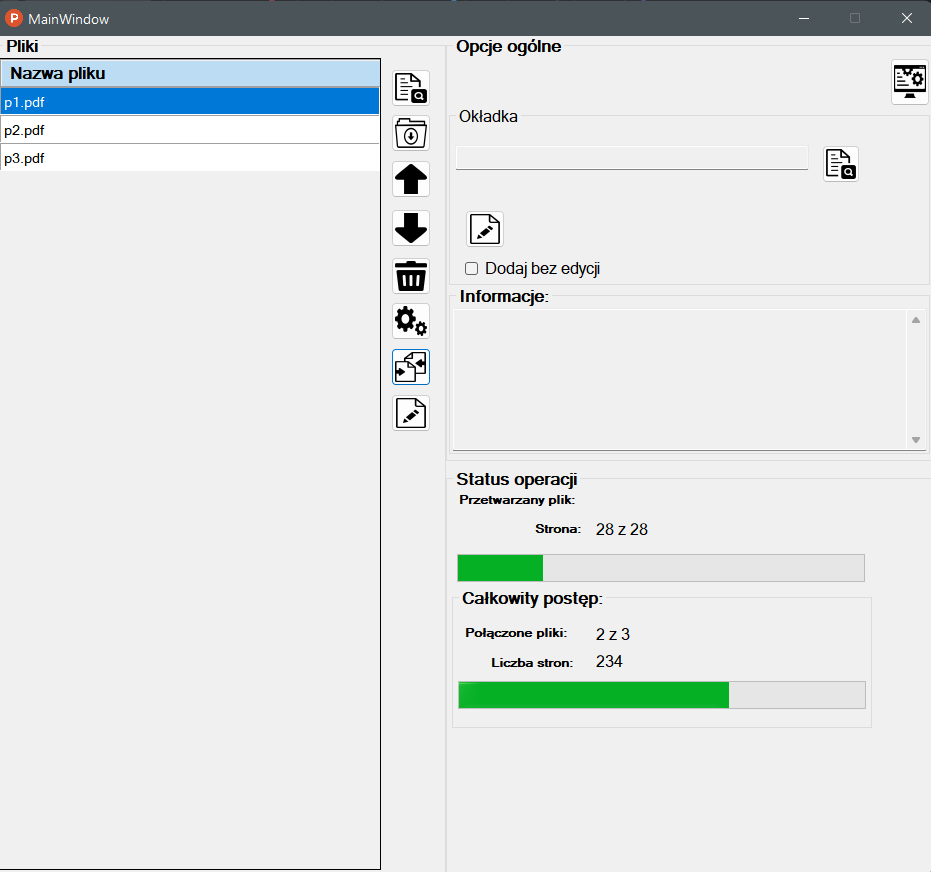 P MainWindow
Pliki
Nazwa pliku
p1.pdf
p2.pdf
p3.pdf
Opcje ogólne
Okładka
Dodaj bez edycji
Informacje:
Status operacji
Przetwarzany plik:
Strona: 28 z 28
Całkowity postęp:
Połączone pliki: 2 z 3
Liczba stron: 234